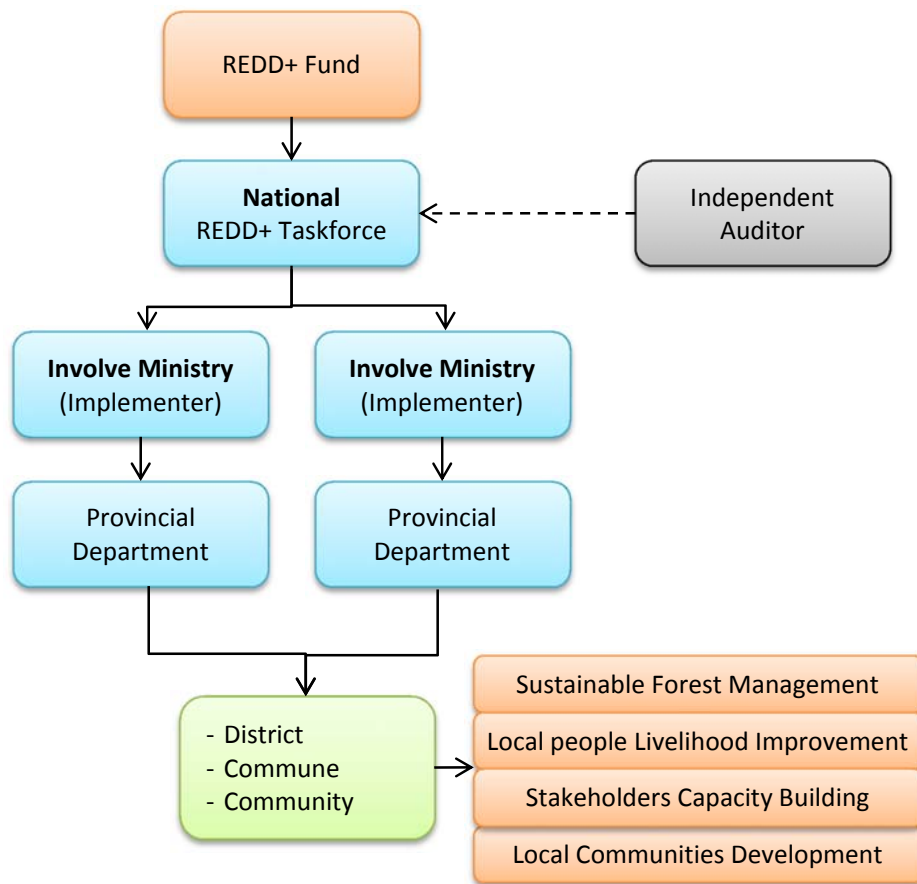 REDD+ Fund
National
REDD+ Taskforce
Independent
Auditor
Involve Ministry
(Implementer)
Involve Ministry
(Implementer)
Provincial
Department
Provincial
Department
- District
- Commune
- Community
Sustainable Forest Management
Local people Livelihood Improvement
Stakeholders Capacity Building
Local Communities Development